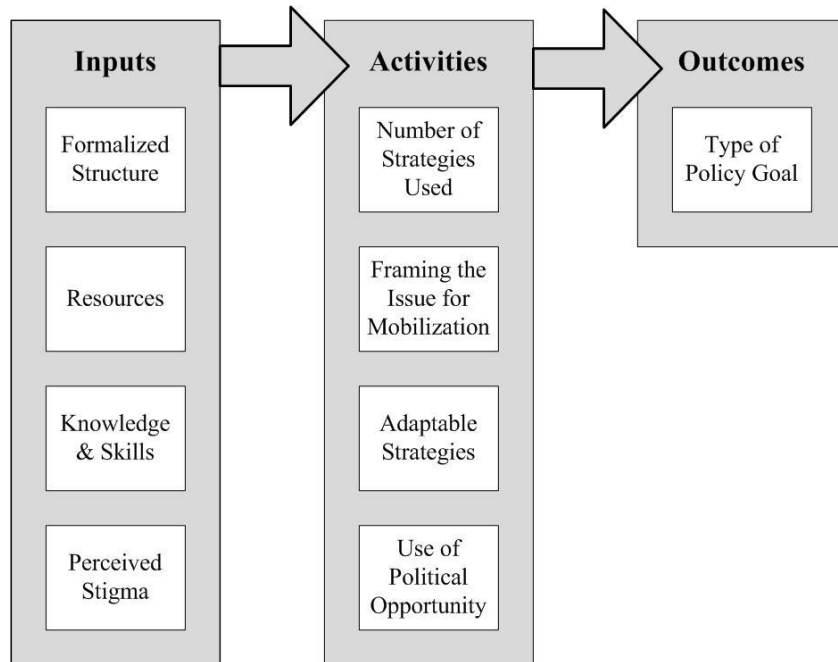 Inputs
Formalized
Structure
Resources
Knowledge
& Skills
Perceived
Stigma
Activities
Number of
Strategies
Used
Framing the
Issue for
Mobilization
Adaptable
Strategies
Use of
Political
Opportunity
Outcomes
Type of
Policy Goal